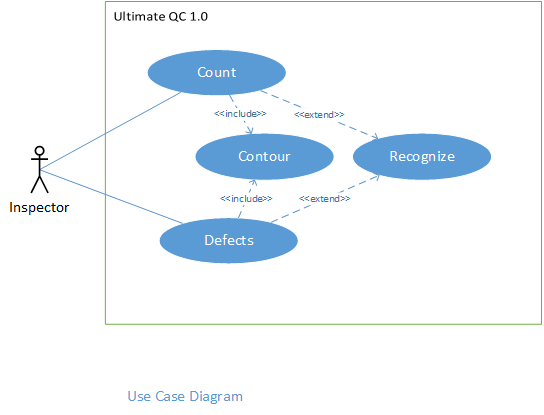 Ultimate QC 1.0
Count
<<include>>
<<extend>>
Contour
Recognize
Inspector
<<include>>
<<extend>>
Defects
Use Case Diagram